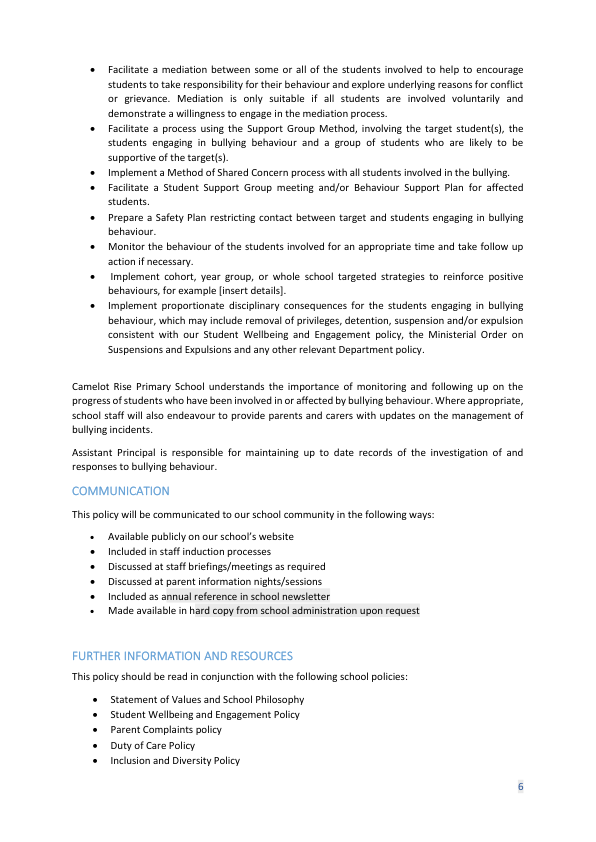 • Facilitate a mediation between some or all of the students involved to help to encourage
students to take responsibility for their behaviour and explore underlying reasons for conflict
or grievance. Mediation is only suitable if all students are involved voluntarily and
demonstrate a willingness to engage in the mediation process.
• Facilitate a process using the Support Group Method, involving the target student(s), the
students engaging in bullying behaviour and a group of students who are likely to be
supportive of the target(s).
• Implement a Method of Shared Concern process with all students involved in the bullying.
• Facilitate a Student Support Group meeting and/or Behaviour Support Plan for affected
students.
• Prepare a Safety Plan restricting contact between target and students engaging in bullying
behaviour.
• Monitor the behaviour of the students involved for an appropriate time and take follow up
action if necessary.
• Implement cohort, year group, or whole school targeted strategies to reinforce positive
behaviours, for example [insert details].
• Implement proportionate disciplinary consequences for the students engaging in bullying
behaviour, which may include removal of privileges, detention, suspension and/or expulsion
consistent with our Student Wellbeing and Engagement policy, the Ministerial Order on
Suspensions and Expulsions and any other relevant Department policy.
Camelot Rise Primary School understands the importance of monitoring and following up on the
progress of students who have been involved in or affected by bullying behaviour. Where appropriate,
school staff will also endeavour to provide parents and carers with updates on the management of
bullying incidents.
Assistant Principal is responsible for maintaining up to date records of the investigation of and
responses to bullying behaviour.
COMMUNICATION
This policy will be communicated to our school community in the following ways:
• Available publicly on our school's website
• Included in staff induction processes
• Discussed at staff briefings/meetings as required
• Discussed at parent information nights/sessions
• Included as annual reference in school newsletter
• Made available in hard copy from school administration upon request
FURTHER INFORMATION AND RESOURCES
This policy should be read in conjunction with the following school policies:
• Statement of Values and School Philosophy
• Student Wellbeing and Engagement Policy
• Parent Complaints policy
• Duty of Care Policy
• Inclusion and Diversity Policy
6